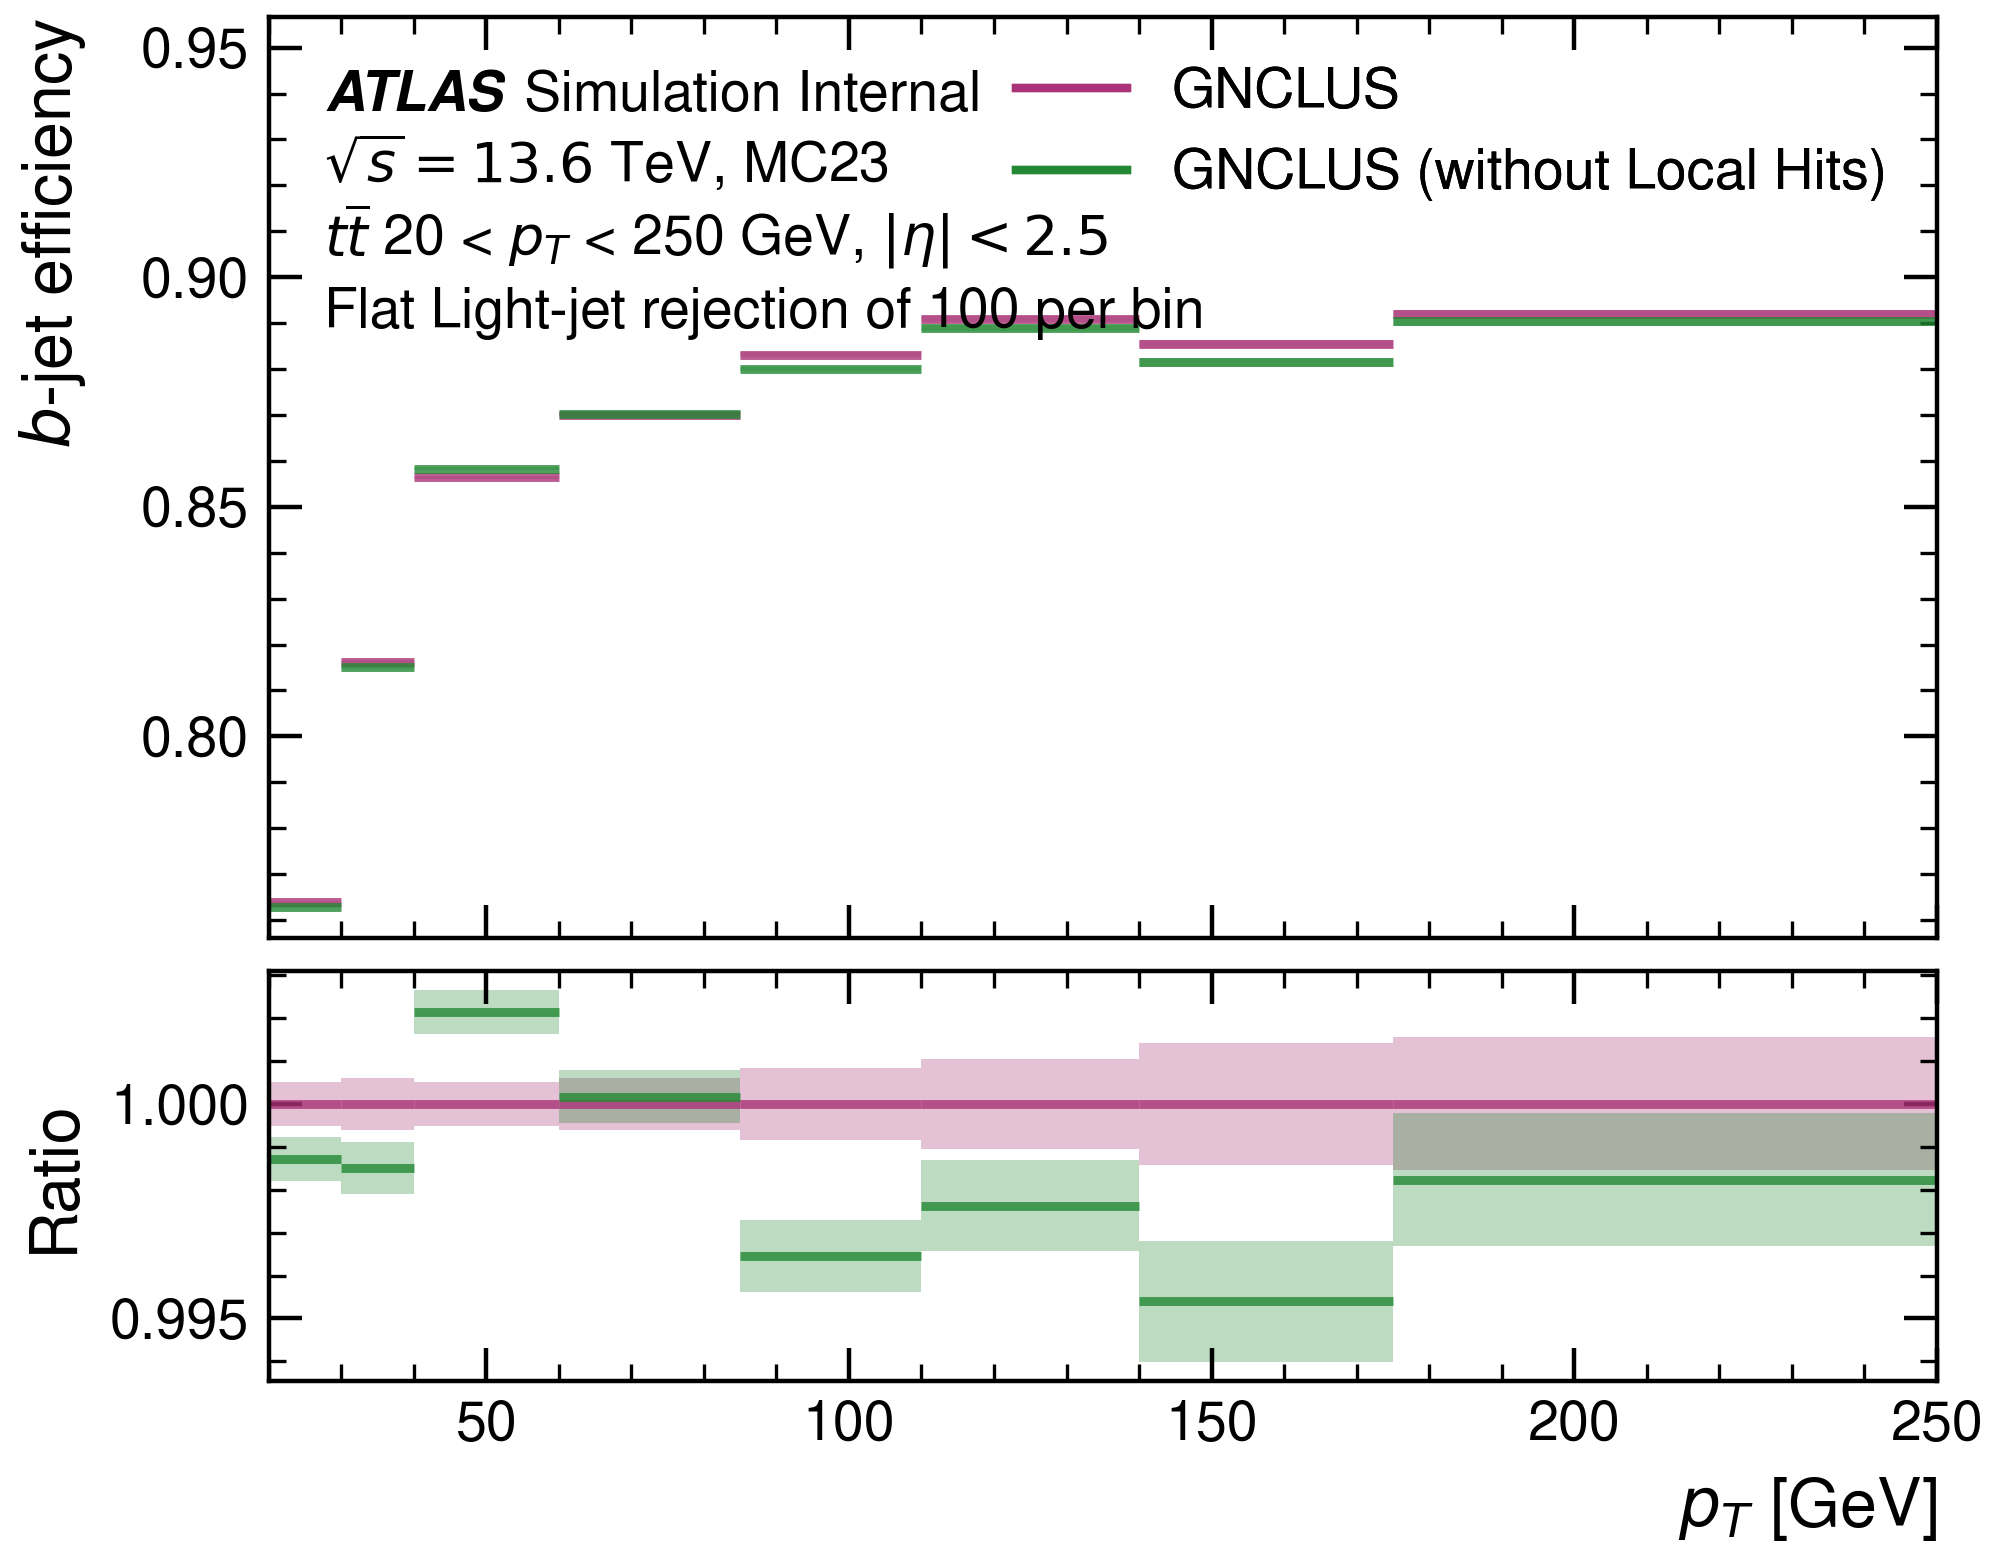 b-jet efficiency
0.95
0.90
0.85
0.80
ATLAS Simulation Internal
√s = 13.6 TeV, MC23
tt̅ 20 < p_T < 250 GeV, |η| < 2.5
Flat Light-jet rejection of 100 per bin
GNCLUS
GNCLUS (without Local Hits)
Ratio
1.000
0.995
50 100 150 200 250
p_T [GeV]